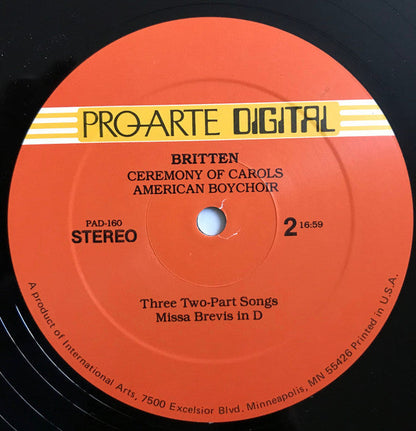 PRO-ARTE DIGITAL
BRITTEN
CEREMONY OF CAROLS
AMERICAN BOYCHOIR
PAD-160
STEREO
2 16:59
Three Two-Part Songs
Missa Brevis in D
A product of International Arts, 7500 Excelsior Blvd. Minneapolis, MN 55426 Printed in U.S.A.